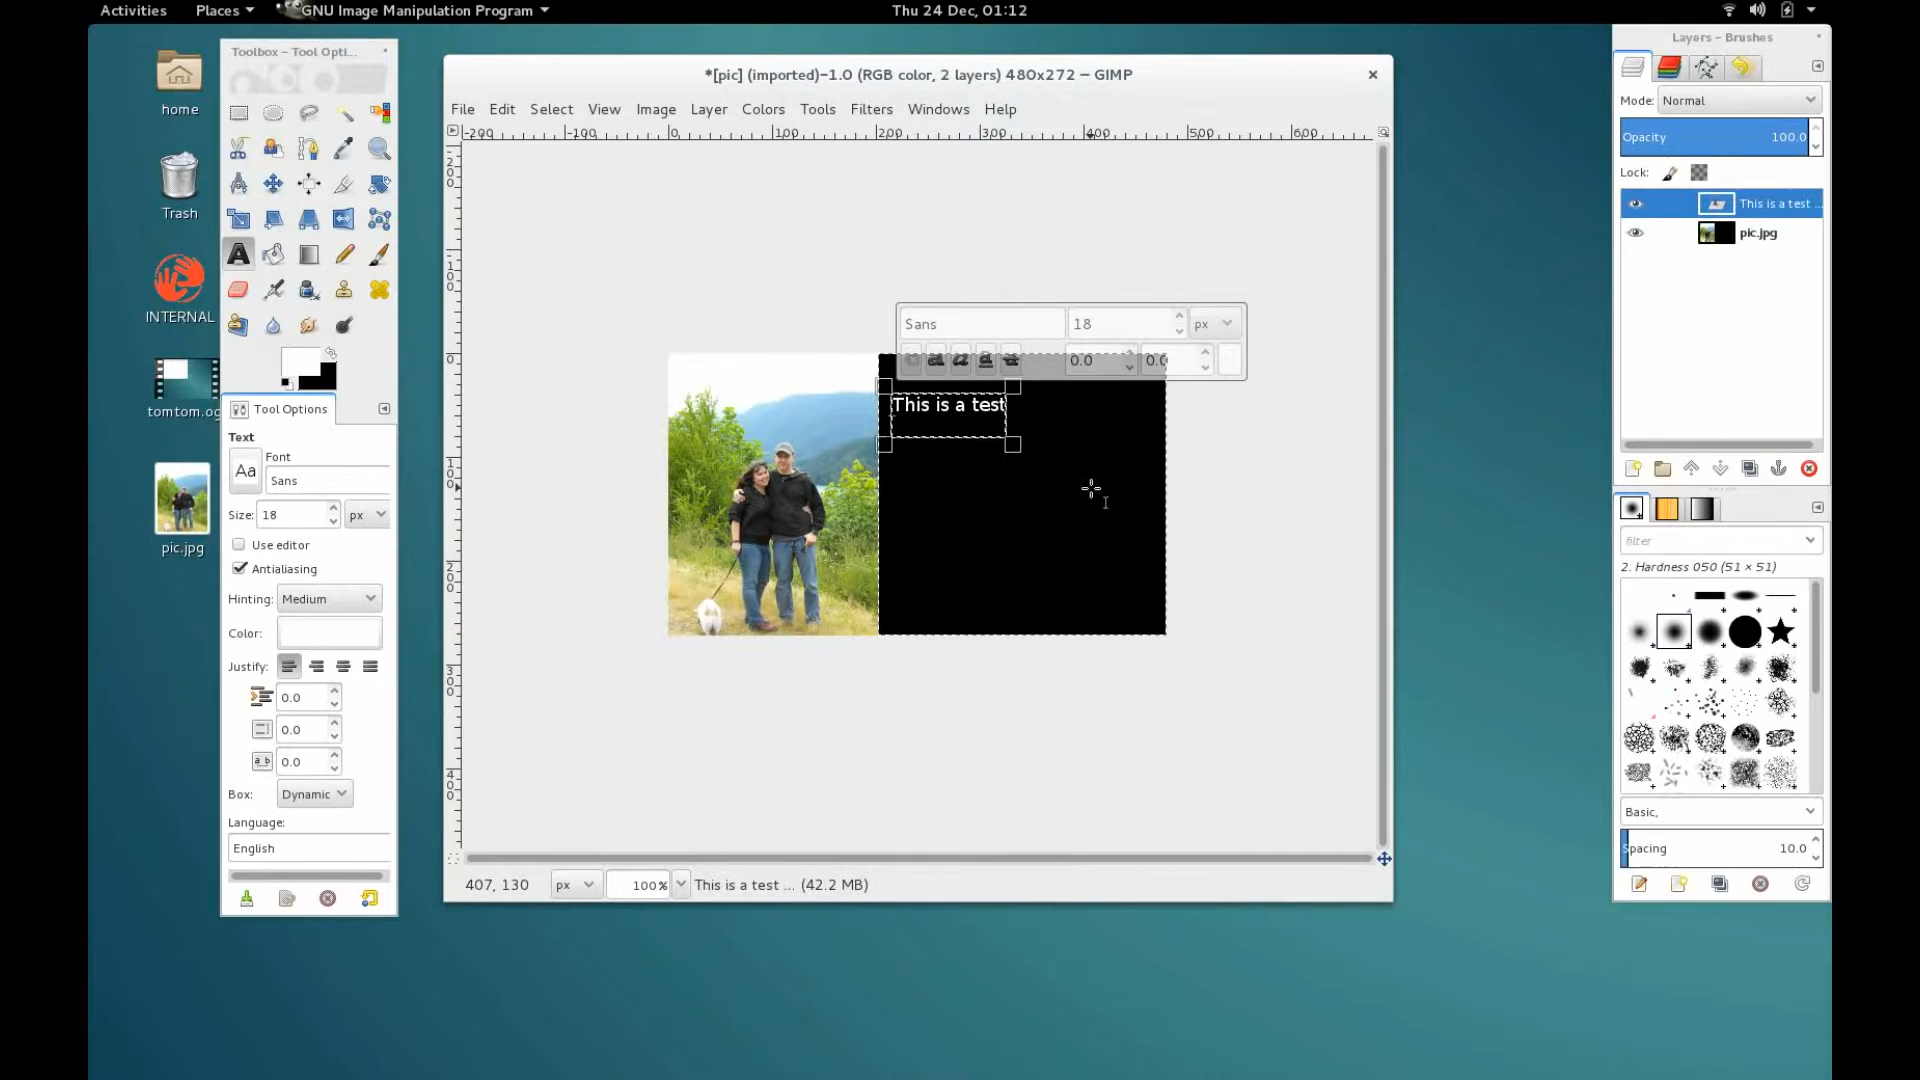 Activities Places GNU Image Manipulation Program Thu 24 Dec, 01:12
home
Trash
INTERNAL
tomtom.og
pic.jpg
Toolbox – Tool Opti...
Tool Options
Text
Font
Aa
Sans
Size: 18 px
Use editor
Antialiasing
Hinting: Medium
Color:
Justify:
0.0
0.0
0.0
Box: Dynamic
Language:
English
*[pic] (imported)-1.0 (RGB color, 2 layers) 480x272 – GIMP
File Edit Select View Image Layer Colors Tools Filters Windows Help
-200 -100 0 100 200 300 400 500 600
Sans 18 px
0.0 0.0
This is a test
407, 130 px 100% This is a test ... (42.2 MB)
Layers – Brushes
Mode: Normal
Opacity 100.0
Lock:
This is a test ...
pic.jpg
filter
2. Hardness 050 (51 × 51)
Basic,
Spacing 10.0